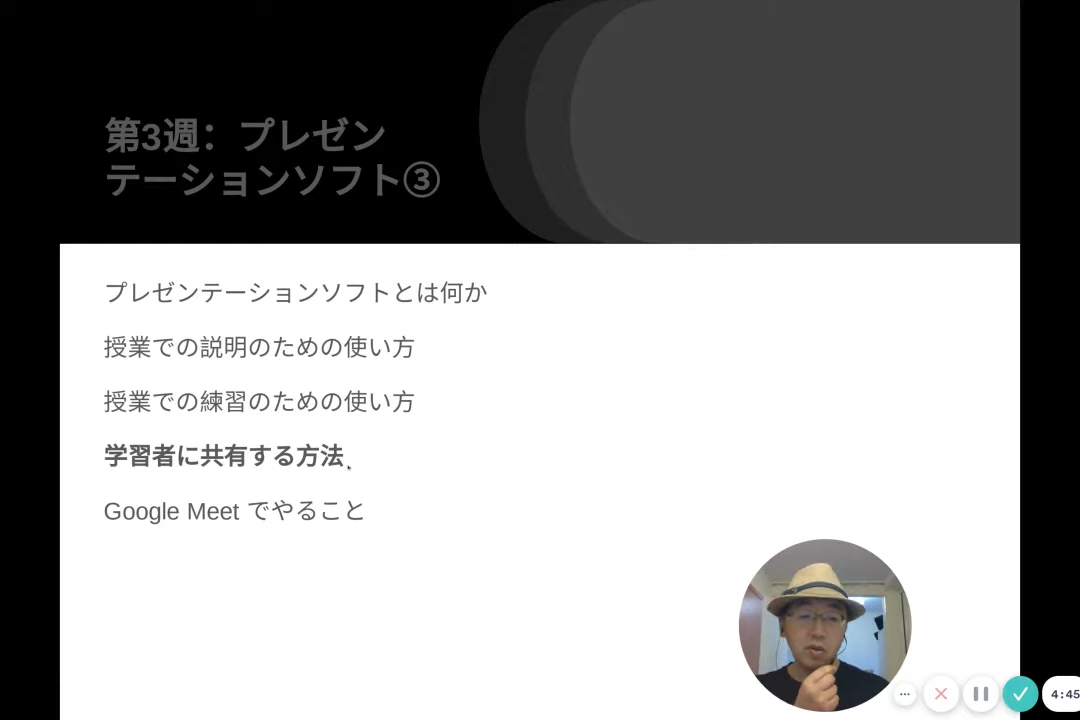 第3週：プレゼン
テーションソフト③
プレゼンテーションソフトとは何か
授業での説明のための使い方
授業での練習のための使い方
学習者に共有する方法
Google Meet でやること
4:45